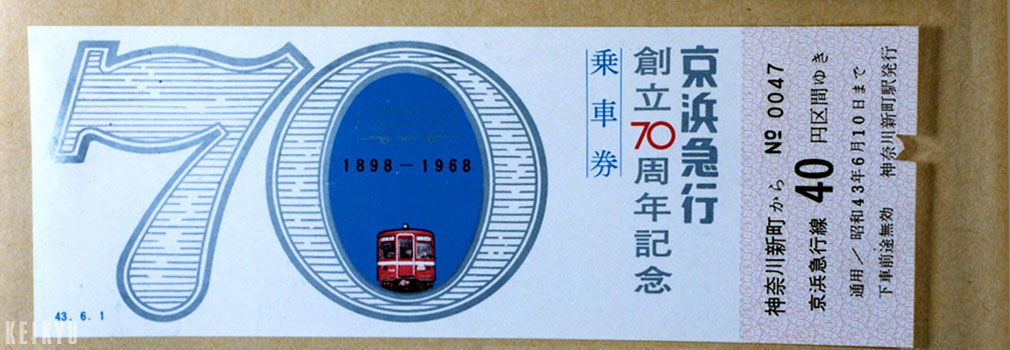 70
1898-1968
43.6.1
京浜急行
創立70周年記念
乗車券
神奈川新町から № 0047
京浜急行線 40 円区間ゆき
通用／昭和43年6月10日まで
下車前途無効 神奈川新町駅発行
KEIKYU